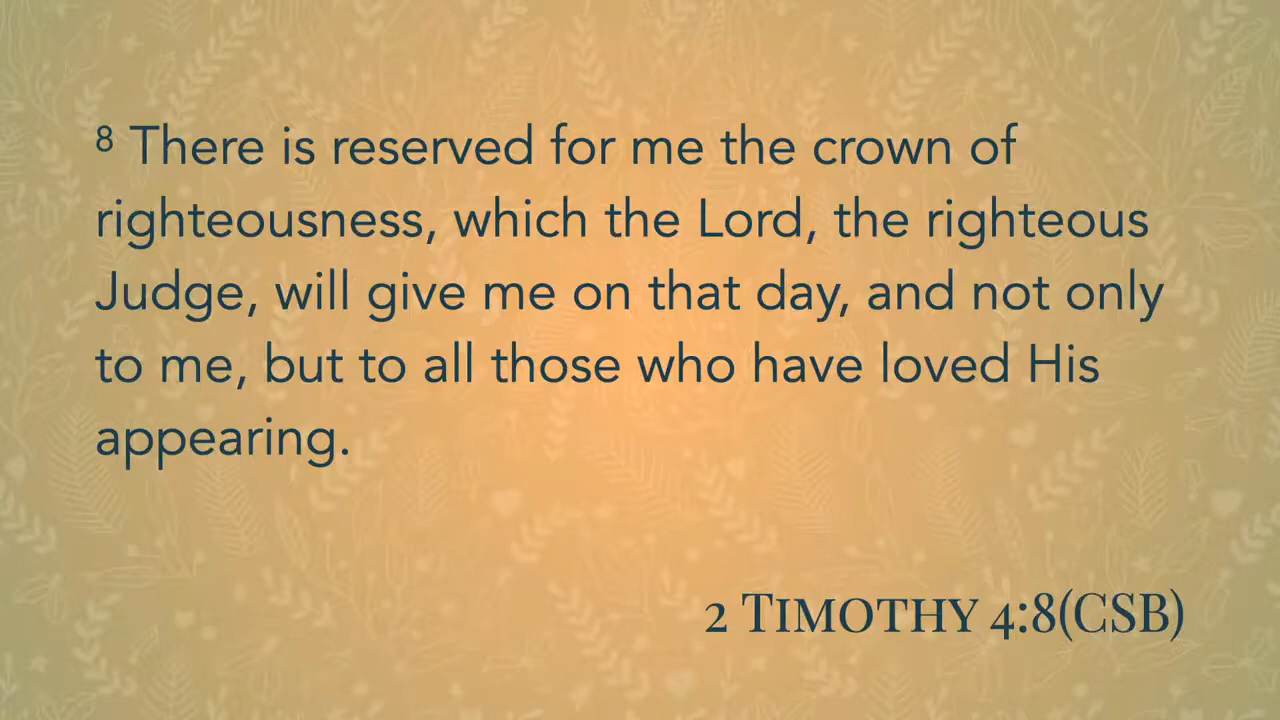 ⁸ There is reserved for me the crown of
righteousness, which the Lord, the righteous
Judge, will give me on that day, and not only
to me, but to all those who have loved His
appearing.
2 Timothy 4:8(CSB)